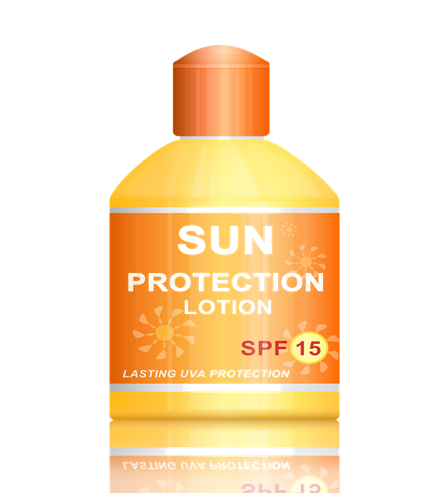 SUN
PROTECTION
LOTION
SPF 15
LASTING UVA PROTECTION